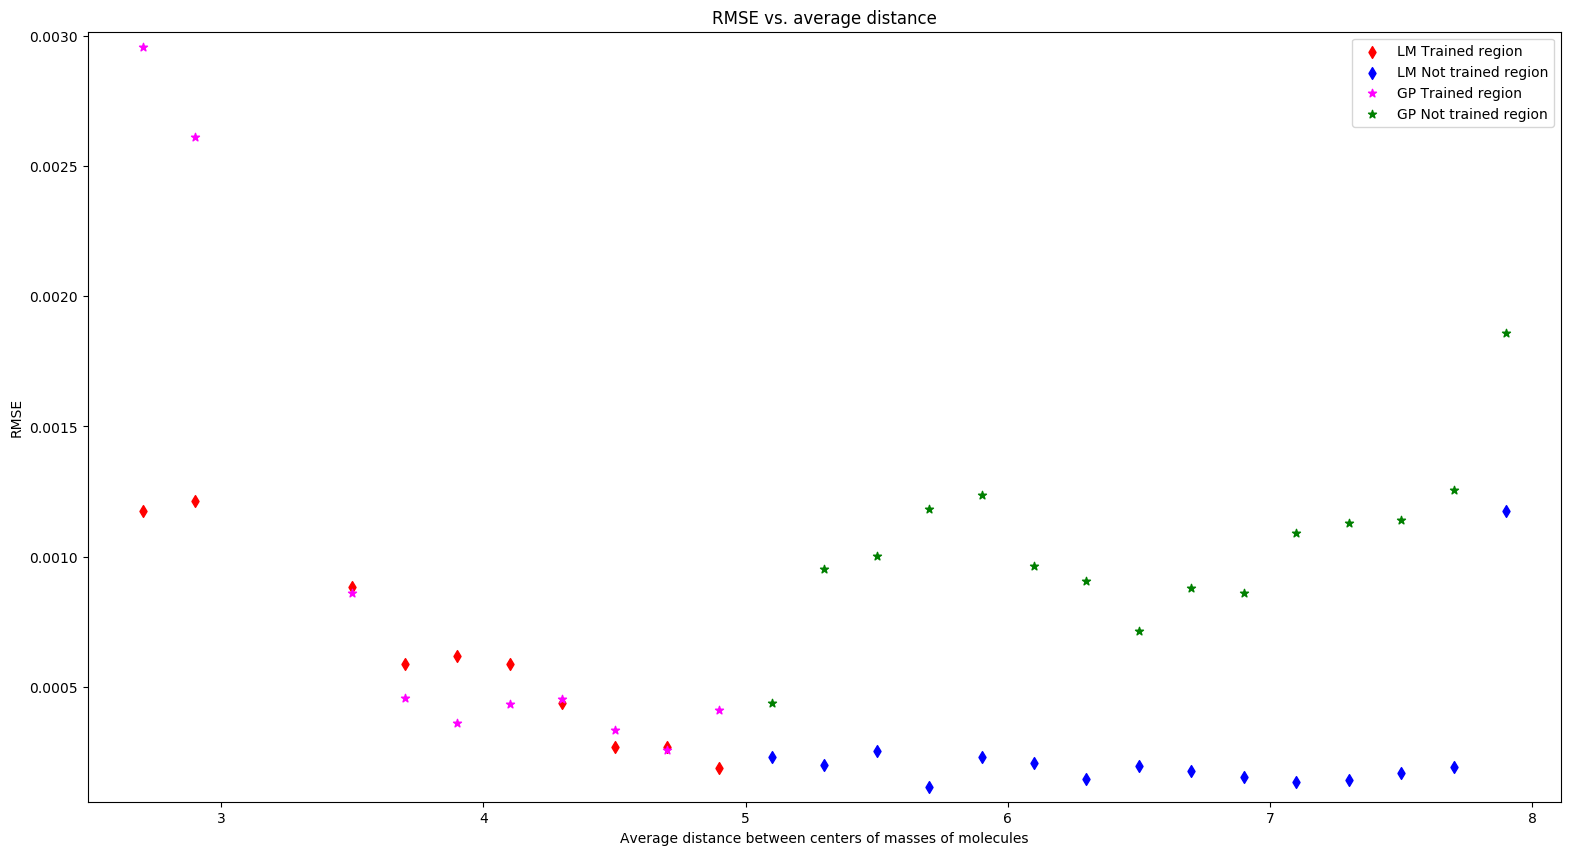 RMSE vs. average distance
LM Trained region
LM Not trained region
GP Trained region
GP Not trained region
RMSE
0.0030
0.0025
0.0020
0.0015
0.0010
0.0005
3 4 5 6 7 8
Average distance between centers of masses of molecules